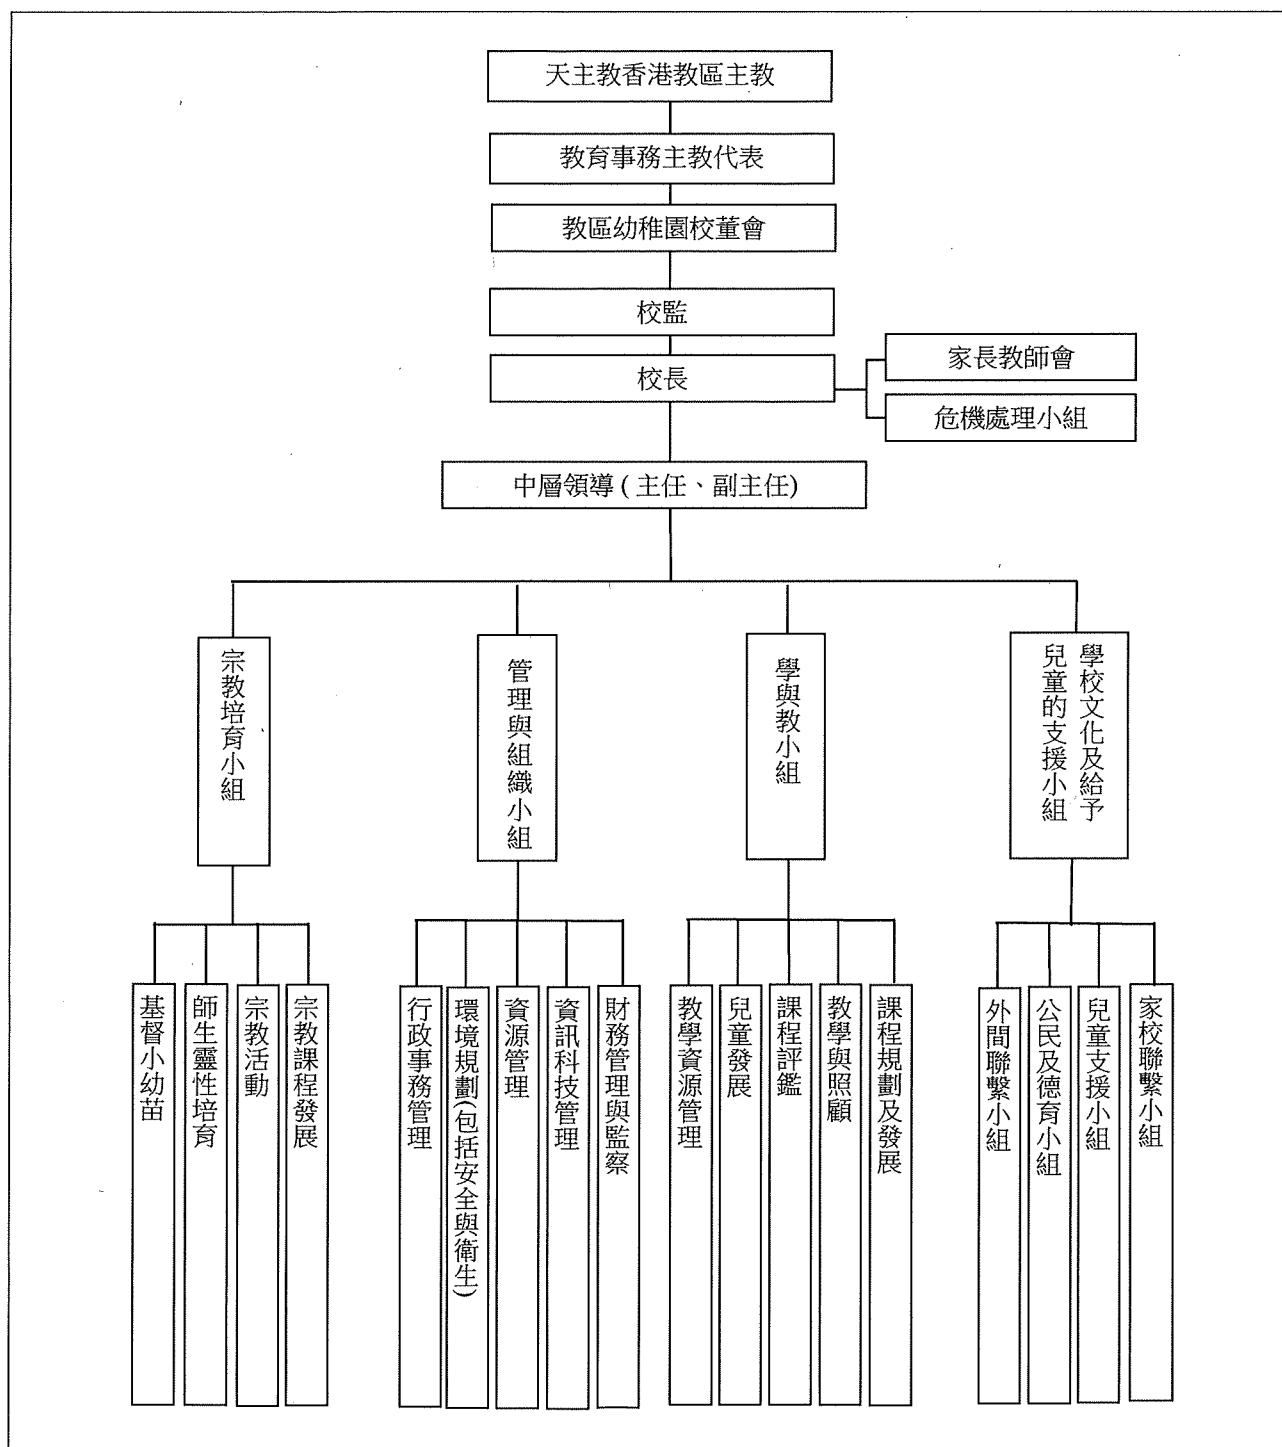 天主教香港教區主教
教育事務主教代表
教區幼稚園校董會
校監
校長
家長教師會
危機處理小組
中層領導 ( 主任、副主任)
宗教培育小組
管理與組織小組
學與教小組
學校文化及給予
兒童的支援小組
基督小幼苗
師生靈性培育
宗教活動
宗教課程發展
行政事務管理
環境規劃(包括安全與衛生)
資源管理
資訊科技管理
財務管理與監察
教學資源管理
兒童發展
課程評鑑
教學與照顧
課程規劃及發展
外間聯繫小組
公民及德育小組
兒童支援小組
家校聯繫小組